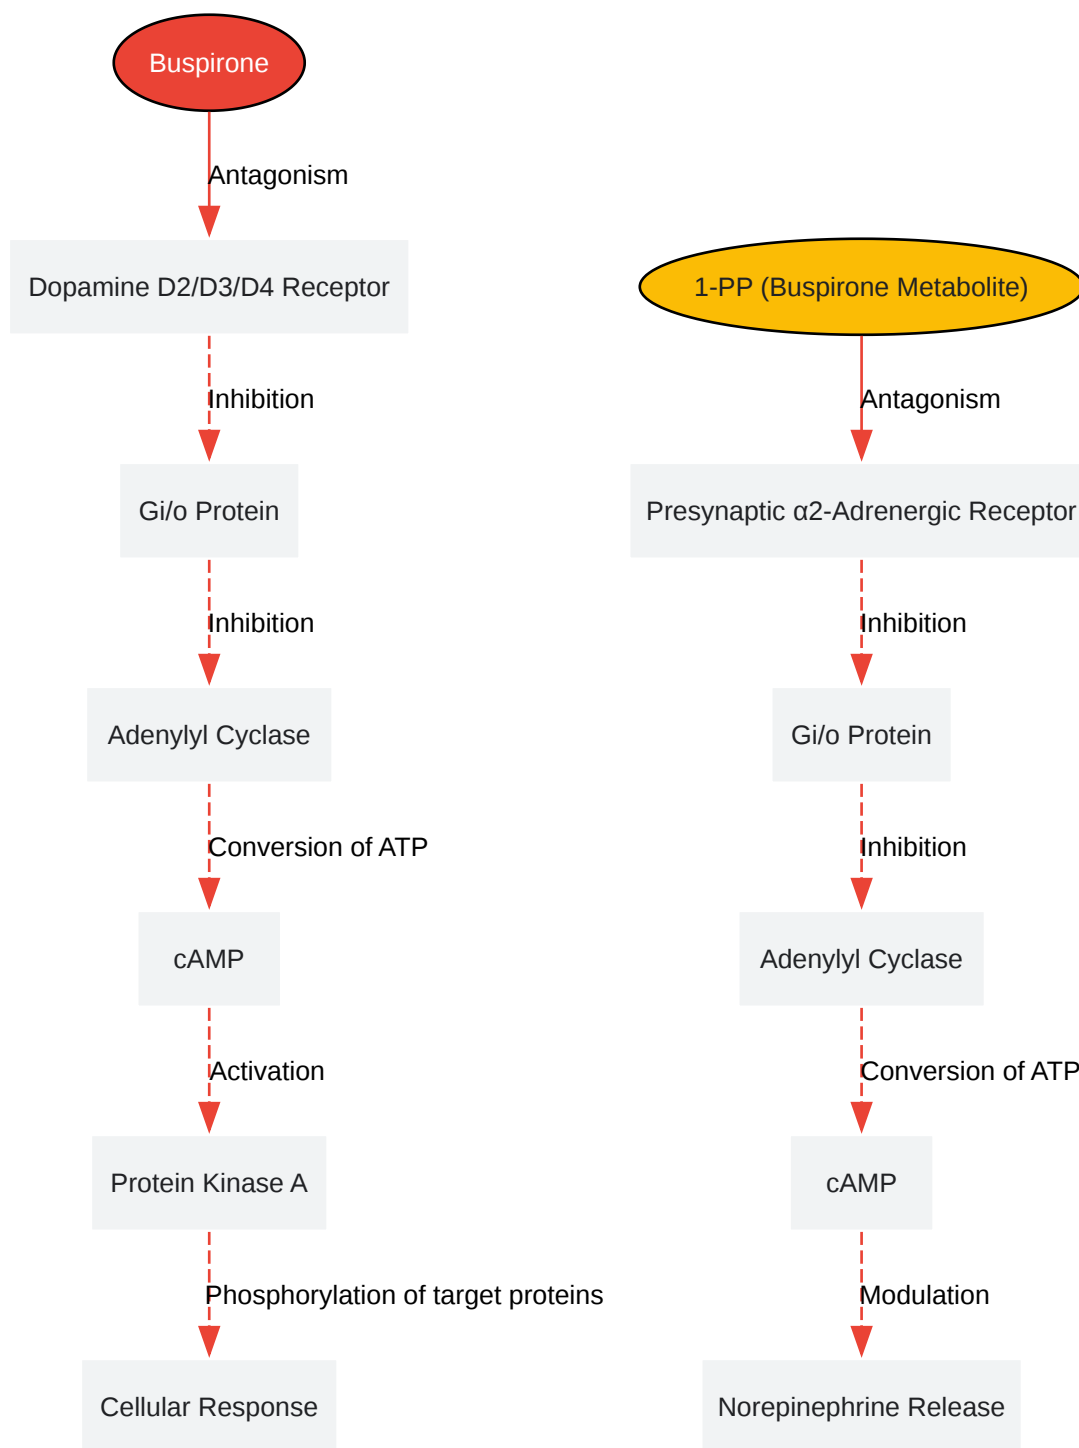 Buspirone
Antagonism
Dopamine D2/D3/D4 Receptor
Inhibition
Gi/o Protein
Inhibition
Adenylyl Cyclase
Conversion of ATP
cAMP
Activation
Protein Kinase A
Phosphorylation of target proteins
Cellular Response
1-PP (Buspirone Metabolite)
Antagonism
Presynaptic α2-Adrenergic Receptor
Inhibition
Gi/o Protein
Inhibition
Adenylyl Cyclase
Conversion of ATP
cAMP
Modulation
Norepinephrine Release